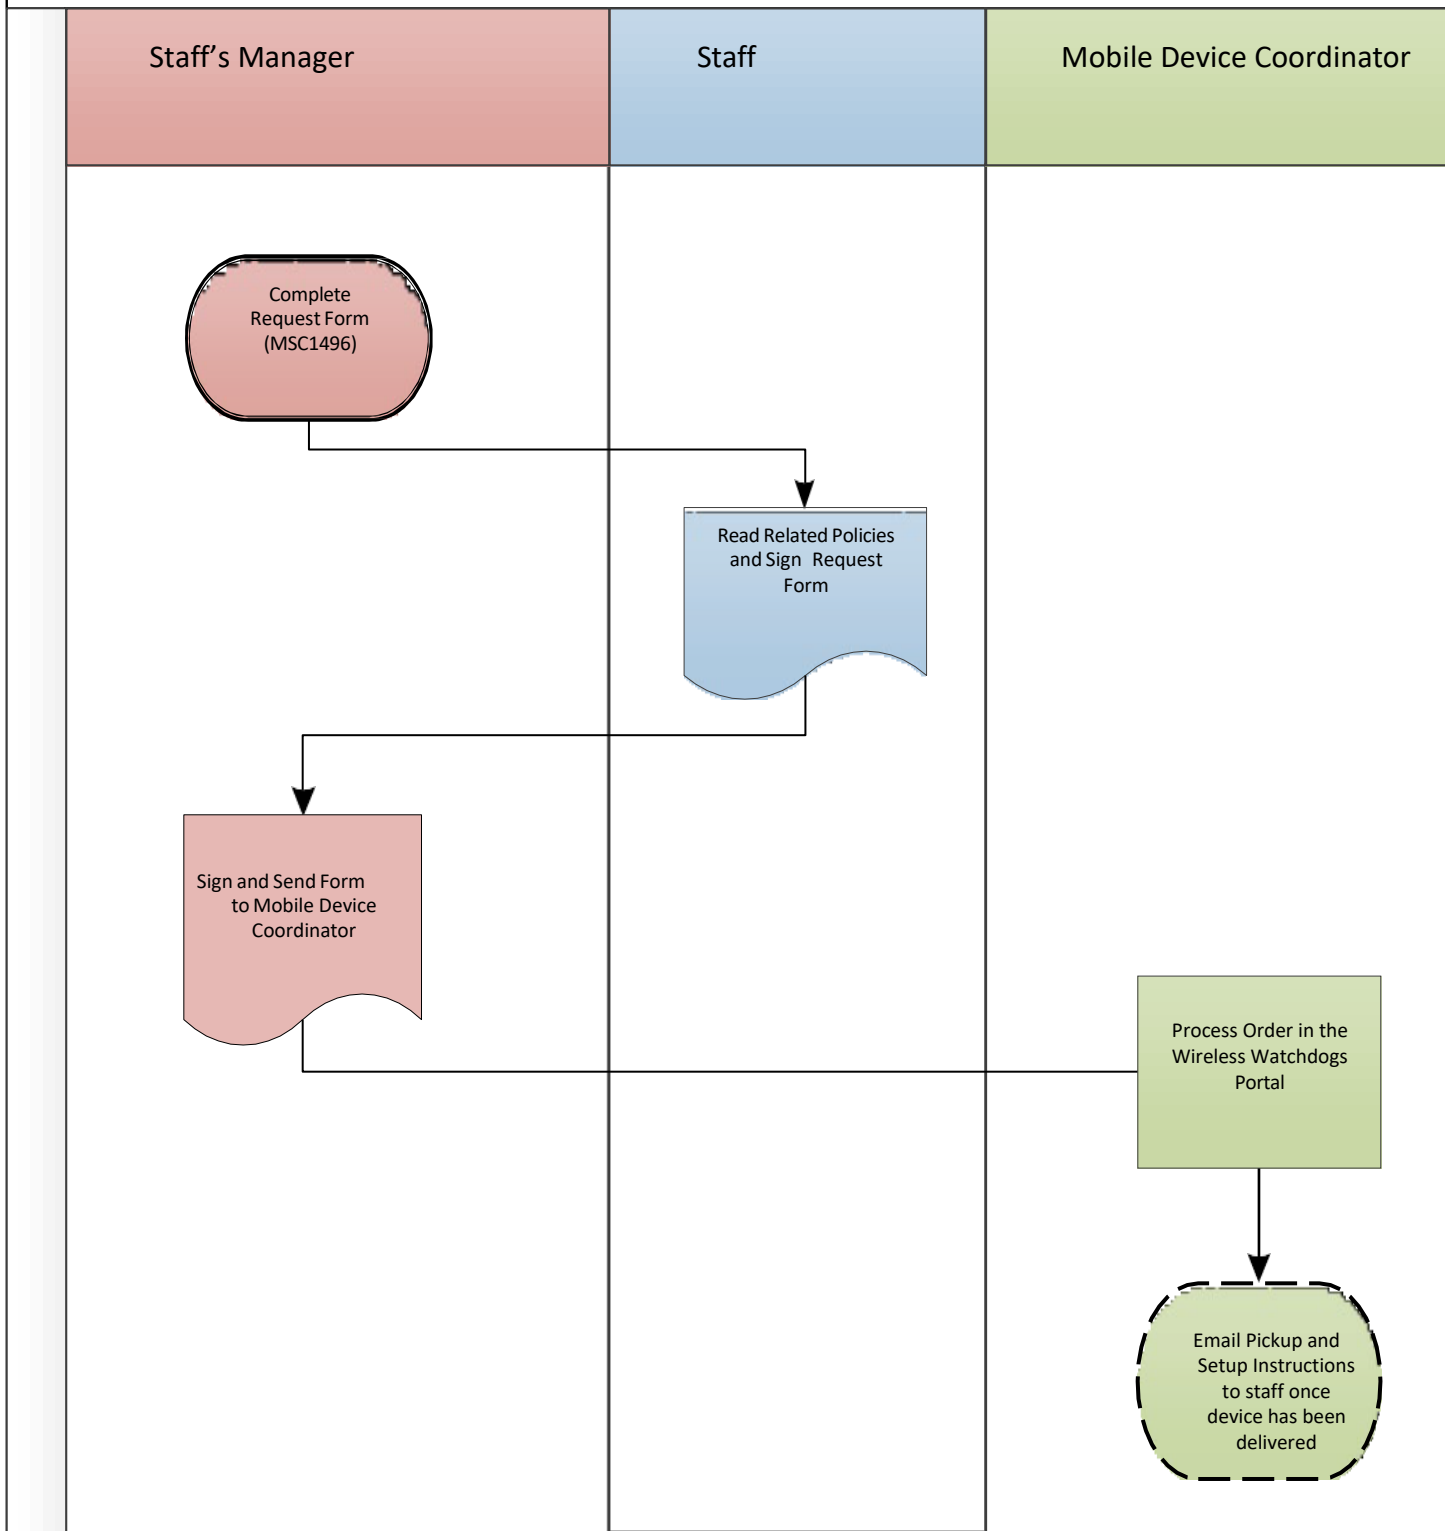 Staff’s Manager
Staff
Mobile Device Coordinator
Complete
Request Form
(MSC1496)
Read Related Policies
and Sign Request
Form
Sign and Send Form
to Mobile Device
Coordinator
Process Order in the
Wireless Watchdogs
Portal
Email Pickup and
Setup Instructions
to staff once
device has been
delivered